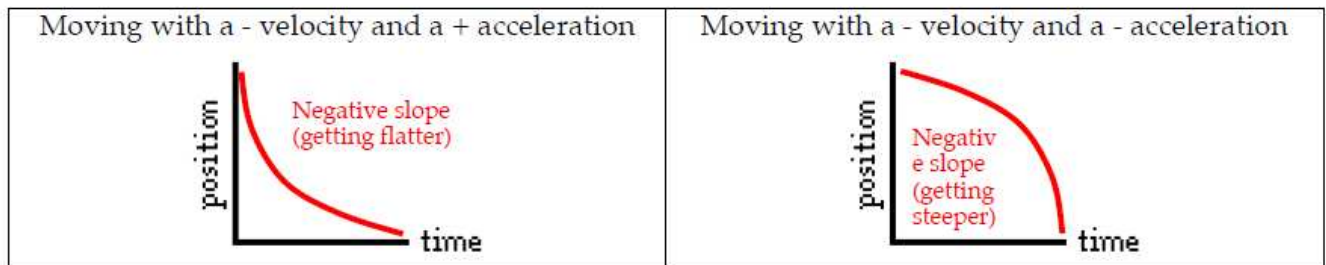 Moving with a - velocity and a + acceleration
Negative slope
(getting flatter)
position
time
Moving with a - velocity and a - acceleration
Negativ
e slope
(getting
steeper)
position
time